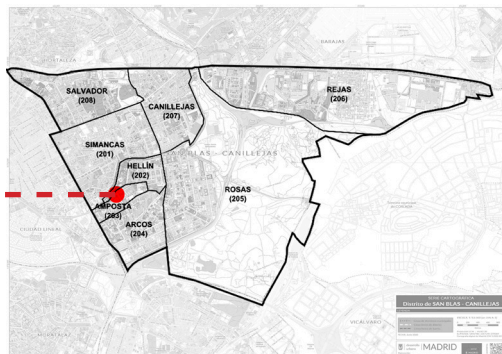 HORTALEZA
BARAJAS
SALVADOR
(208)
CANILLEJAS
(207)
REJAS
(206)
SIMANCAS
(201)
HELLÍN
(202)
BLAS - CANILLEJAS
ROSAS
(205)
AMPOSTA
(203)
ARCOS
(204)
CIUDAD LINEAL
MORATALAZ
VICÁLVARO
SERIE CARTOGRÁFICA
Distrito de SAN BLAS - CANILLEJAS
MADRID